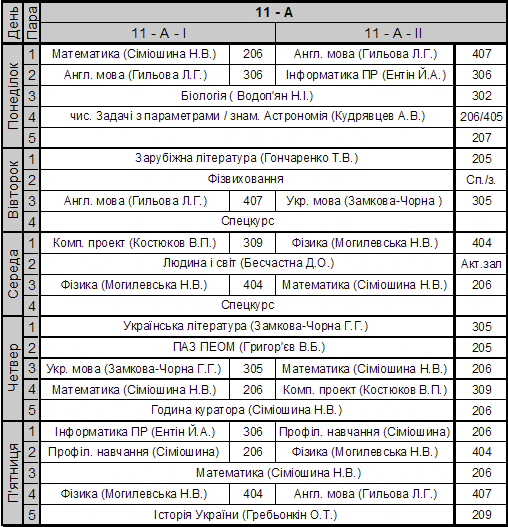 День Пара 11 - А
11 - А - І 11 - А - ІІ
Понеділок
1 Математика (Сіміошина Н.В.) 206 Англ. мова (Гильова Л.Г.) 407
2 Англ. мова (Гильова Л.Г.) 306 Інформатика ПР (Ентін Й.А.) 306
3 Біологія ( Водоп'ян Н.І.) 302
4 чис. Задачі з параметрами / знам. Астрономія (Кудрявцев А.В.) 206/405
5 207
Вівторок
1 Зарубіжна література (Гончаренко Т.В.) 205
2 Фізвиховання Сп./з.
3 Англ. мова (Гильова Л.Г.) 407 Укр. мова (Замкова-Чорна ) 305
4 Спецкурс
Середа
1 Комп. проект (Костюков В.П.) 309 Фізика (Могилевська Н.В.) 404
2 Людина і світ (Бесчастна Д.О.) Акт.зал
3 Фізика (Могилевська Н.В.) 404 Математика (Сіміошина Н.В.) 206
4 Спецкурс
Четвер
1 Українська література (Замкова-Чорна Г.Г.) 305
2 ПАЗ ПЕОМ (Григор'єв В.Б.) 205
3 Укр. мова (Замкова-Чорна Г.Г.) 305 Математика (Сіміошина Н.В.) 206
4 Математика (Сіміошина Н.В.) 206 Комп. проект (Костюков В.П.) 309
5 Година куратора (Сіміошина Н.В.) 206
П'ятниця
1 Інформатика ПР (Ентін Й.А.) 306 Профіл. навчання (Сіміошина) 206
2 Профіл. навчання (Сіміошина) 206 Фізика (Могилевська Н.В.) 404
3 Математика (Сіміошина Н.В.) 206
4 Фізика (Могилевська Н.В.) 404 Англ. мова (Гильова Л.Г.) 407
5 Історія України (Гребьонкін О.Т.) 209